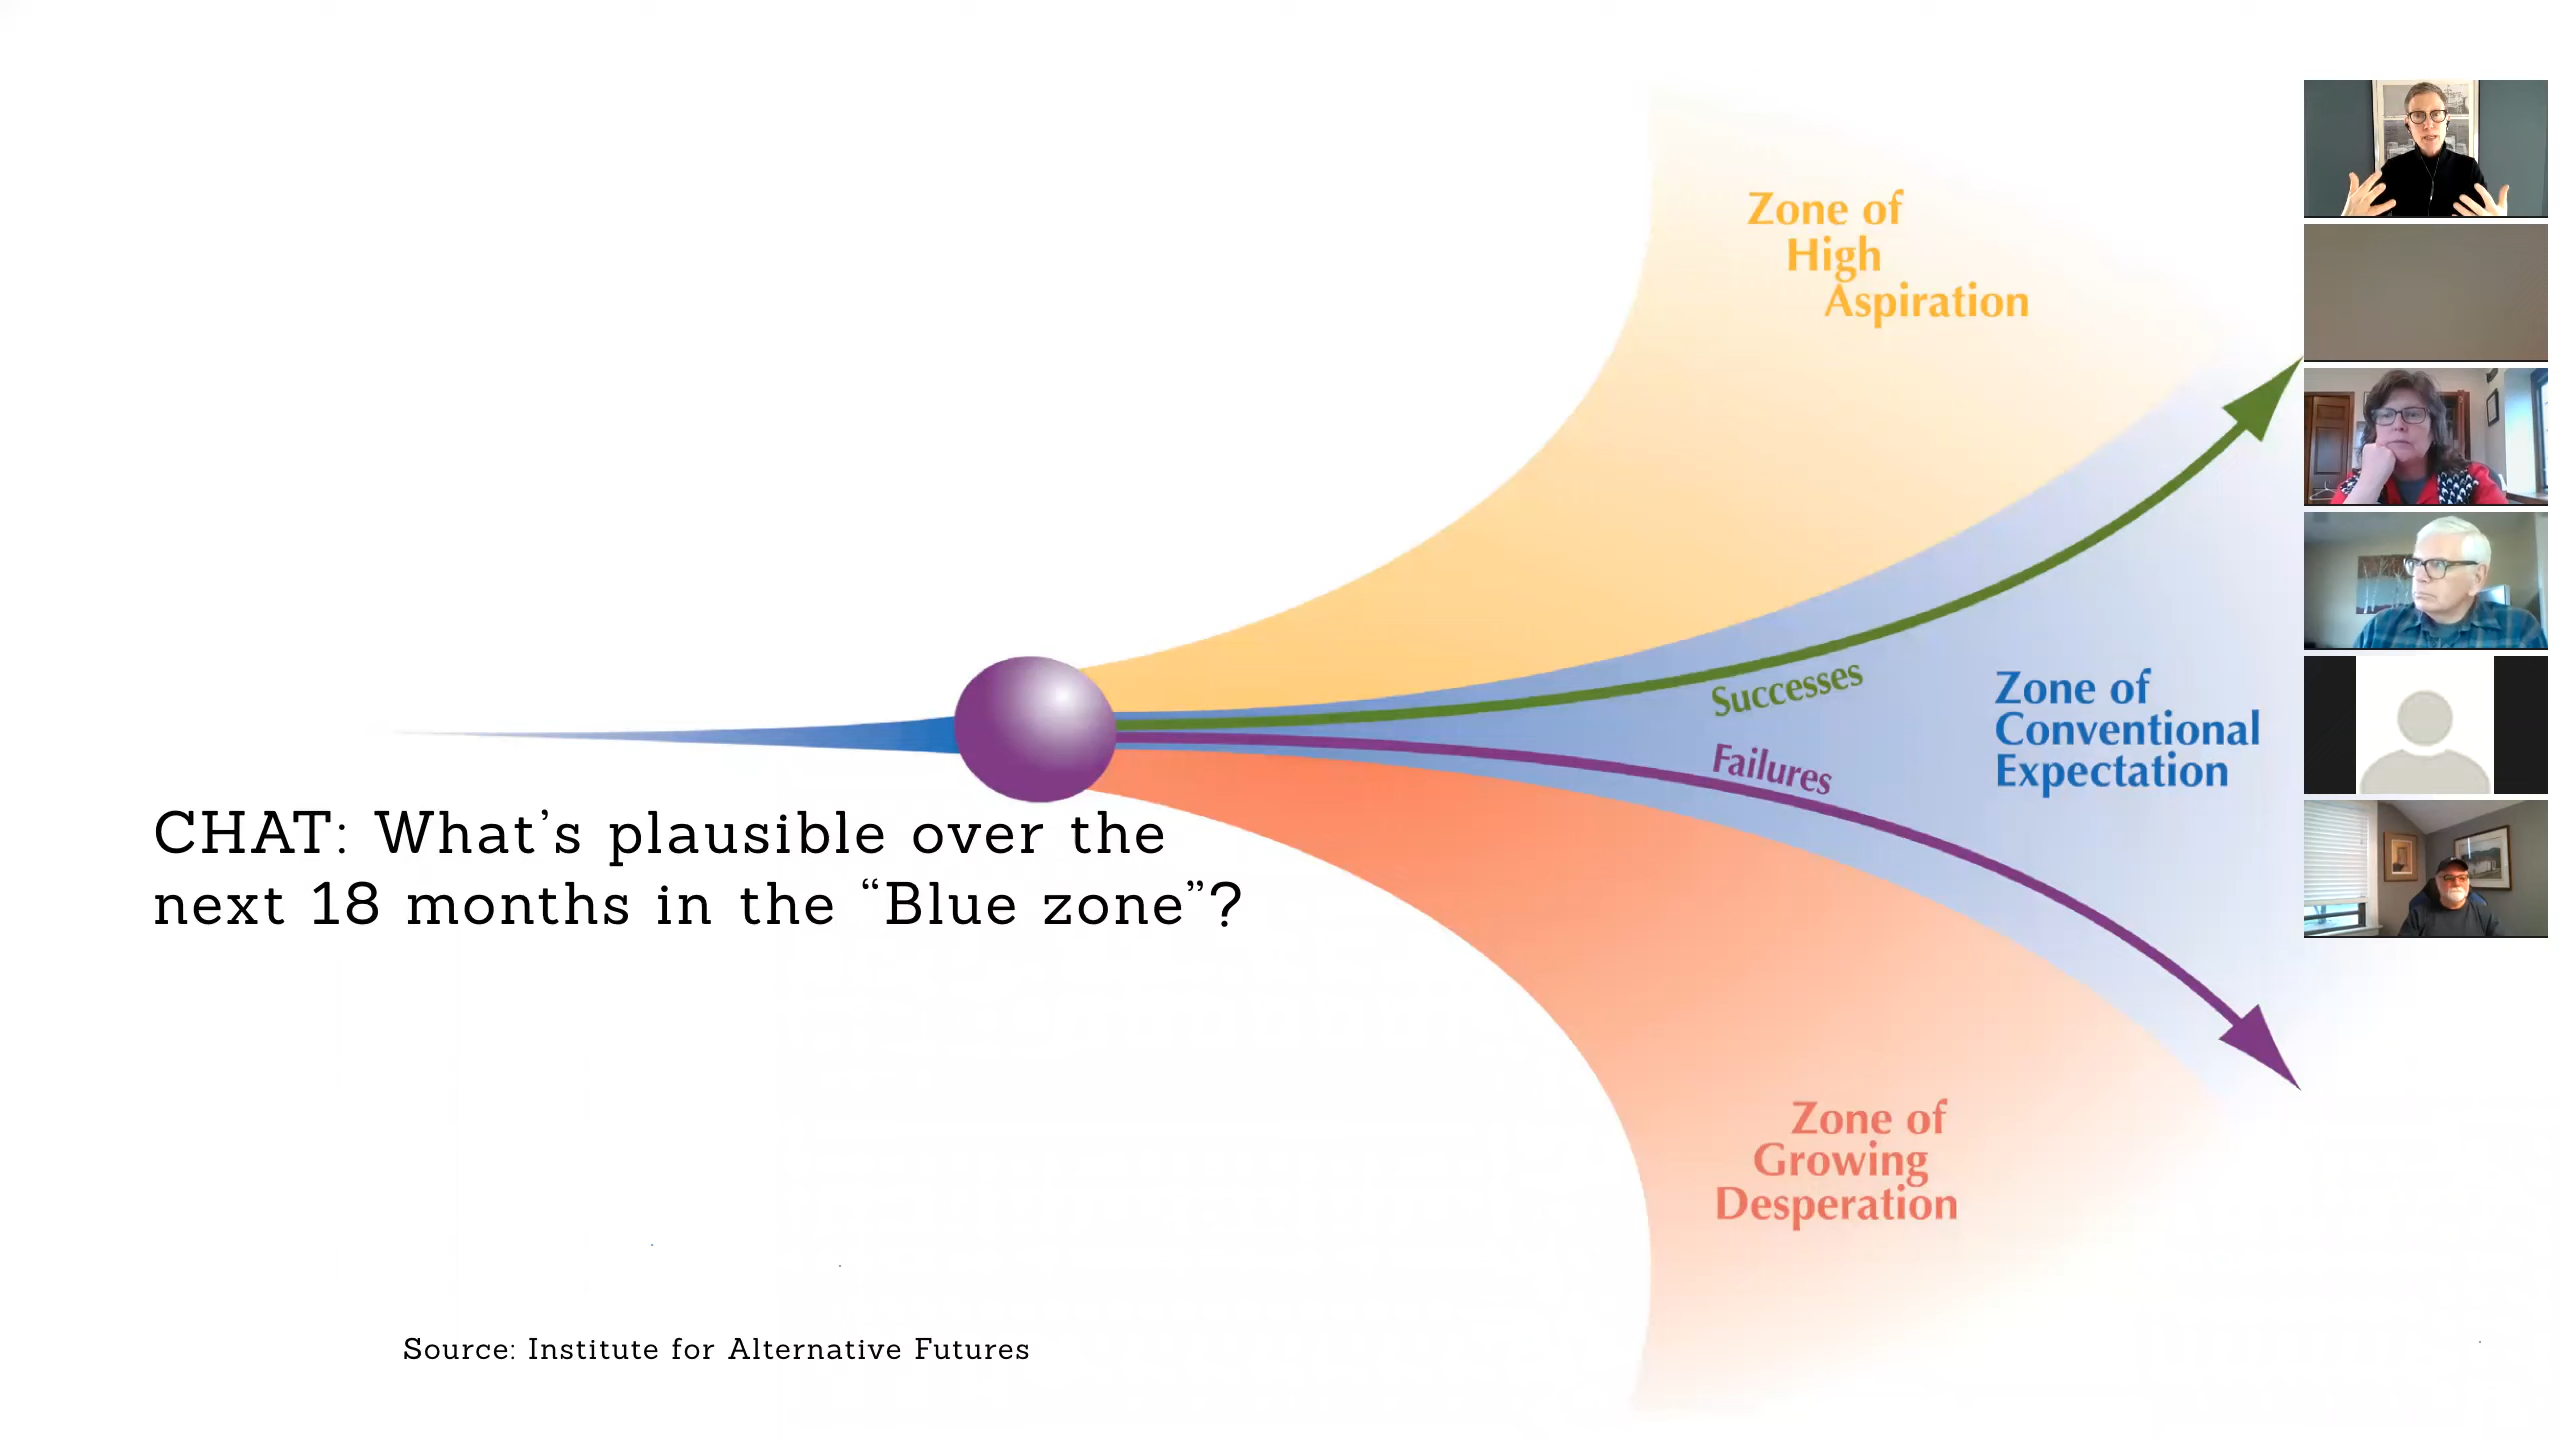 Zone of
High
Aspiration
Successes
Failures
Zone of
Conventional
Expectation
CHAT: What’s plausible over the
next 18 months in the “Blue zone”?
Zone of
Growing
Desperation
Source: Institute for Alternative Futures